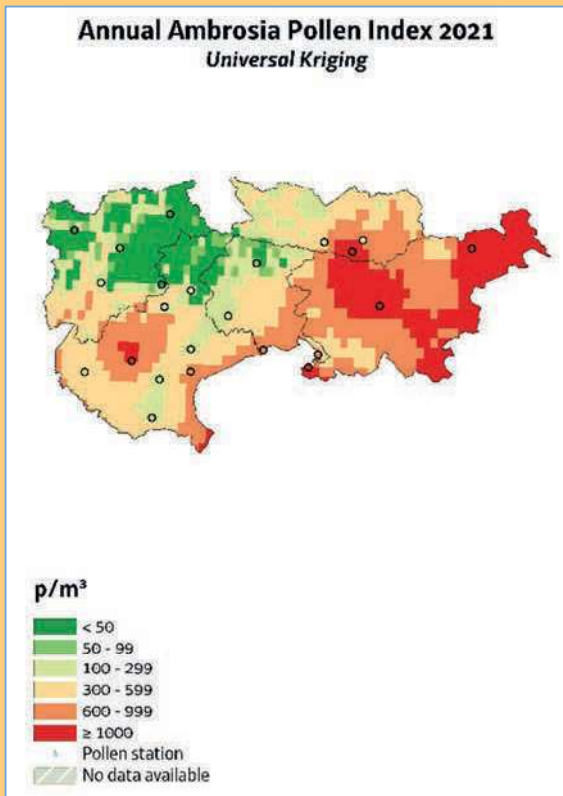 Annual Ambrosia Pollen Index 2021
Universal Kriging
p/m³
< 50
50 - 99
100 - 299
300 - 599
600 - 999
≥ 1000
Pollen station
No data available